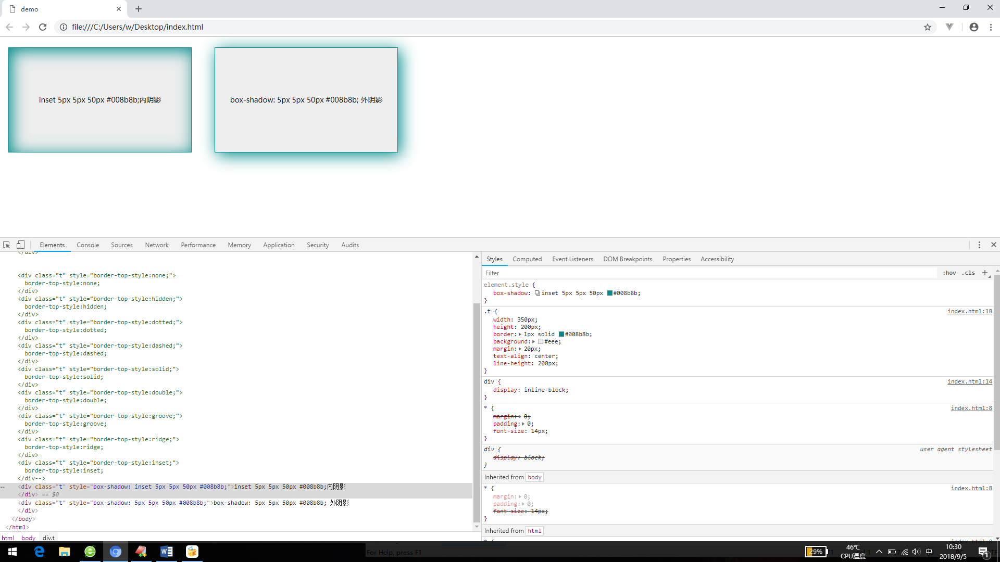 demo
file:///C:/Users/w/Desktop/index.html
inset 5px 5px 50px #008b8b;内阴影
box-shadow: 5px 5px 50px #008b8b; 外阴影
Elements Console Sources Network Performance Memory Application Security Audits
</div>
<div class="t" style="border-top-style:none;">
border-top-style:none;
</div>
<div class="t" style="border-top-style:hidden;">
border-top-style:hidden;
</div>
<div class="t" style="border-top-style:dotted;">
border-top-style:dotted;
</div>
<div class="t" style="border-top-style:dashed;">
border-top-style:dashed;
</div>
<div class="t" style="border-top-style:solid;">
border-top-style:solid;
</div>
<div class="t" style="border-top-style:double;">
border-top-style:double;
</div>
<div class="t" style="border-top-style:groove;">
border-top-style:groove;
</div>
<div class="t" style="border-top-style:ridge;">
border-top-style:ridge;
</div>
<div class="t" style="border-top-style:inset;">
border-top-style:inset;
</div-->
<div class="t" style="box-shadow: inset 5px 5px 50px #008b8b;">inset 5px 5px 50px #008b8b;内阴影
</div> == $0
<div class="t" style="box-shadow: 5px 5px 50px #008b8b;">box-shadow: 5px 5px 50px #008b8b; 外阴影
</div>
</body>
</html>
html body div.t
Styles Computed Event Listeners DOM Breakpoints Properties Accessibility
Filter :hov .cls
element.style {
box-shadow: inset 5px 5px 50px #008b8b;
}
.t { index.html:18
width: 350px;
height: 200px;
border: 1px solid #008b8b;
background: #eee;
margin: 20px;
text-align: center;
line-height: 200px;
}
div { index.html:14
display: inline-block;
}
* { index.html:8
margin: 0;
padding: 0;
font-size: 14px;
}
div { user agent stylesheet
display: block;
}
Inherited from body
* { index.html:8
margin: 0;
padding: 0;
font-size: 14px;
}
Inherited from html
* { index.html:8
For Help, press F1
29%
46℃
CPU温度
中
10:30
2018/9/5
1